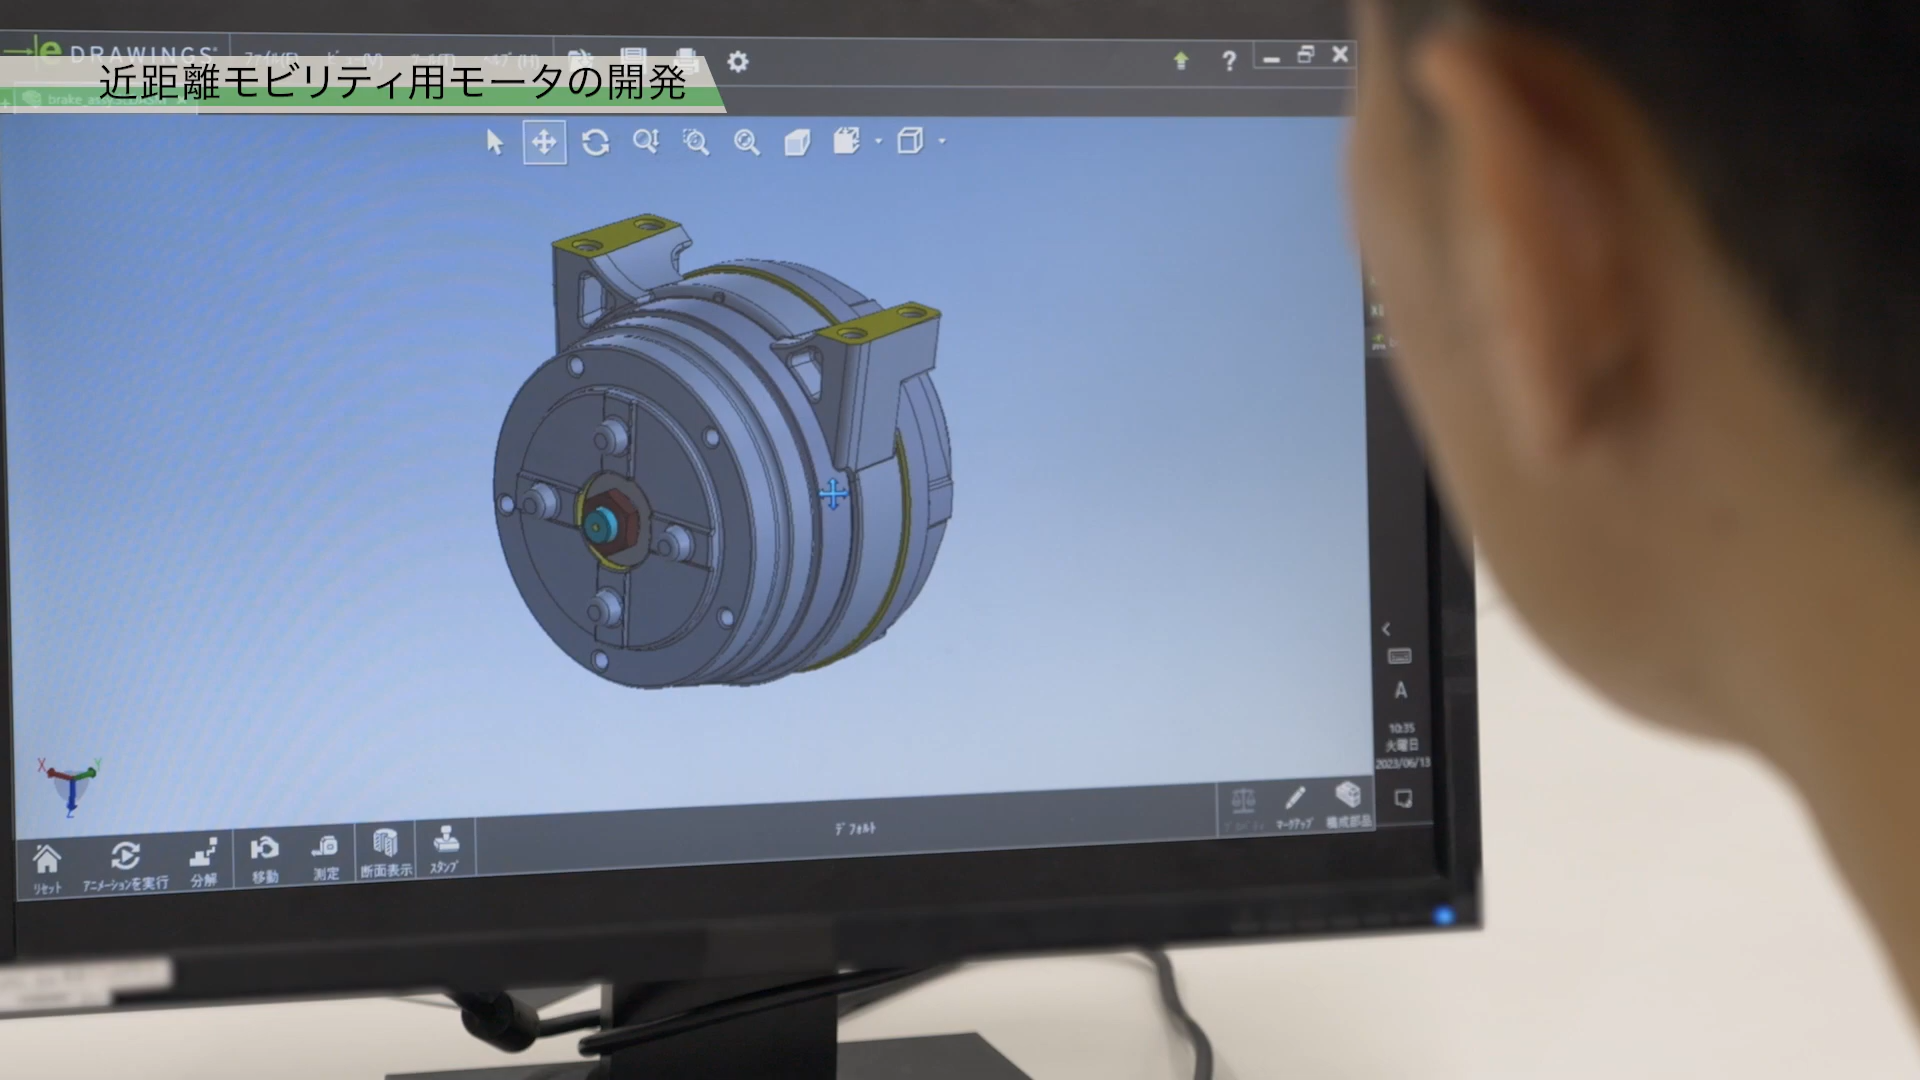 e DRAWINGS
近距離モビリティ用モータの開発
デフォルト
リセット
アニメーションを実行
分解
移動
測定
断面表示
スタンプ
マークアップ
構成部品
X
Y
Z
A
10:35
火曜日
2023/06/13